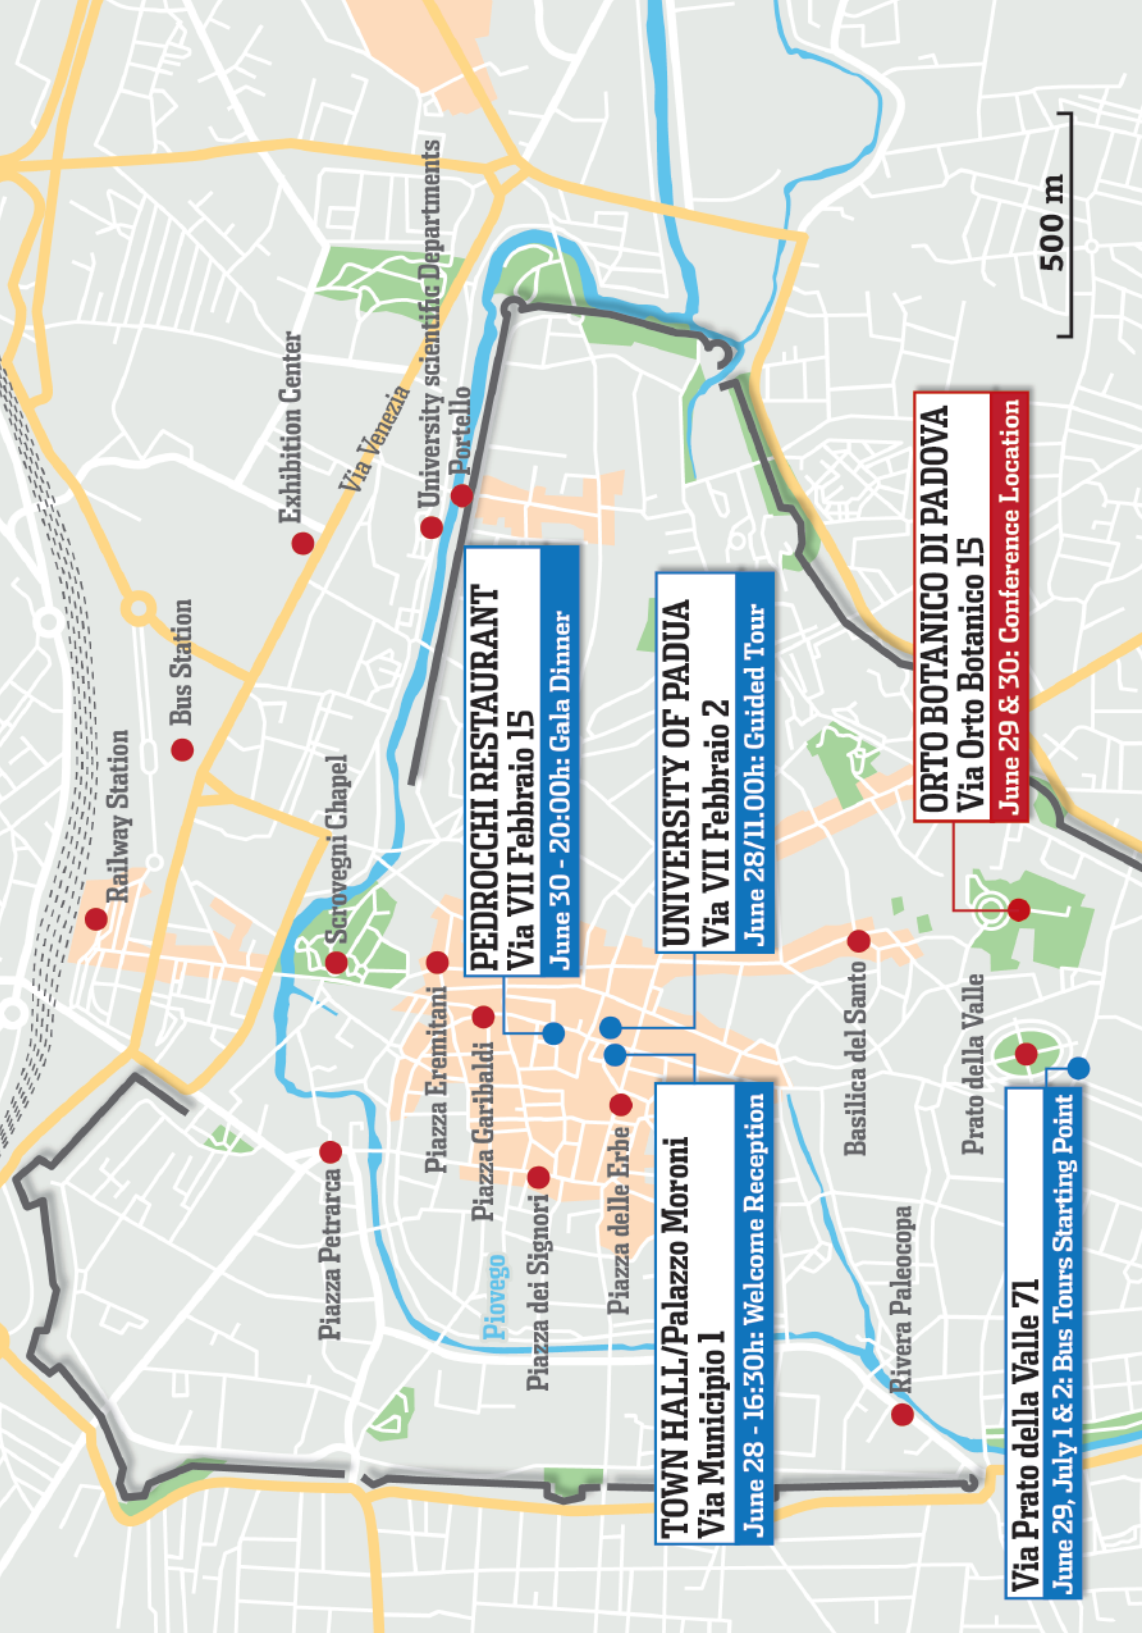 Railway Station
Bus Station
Exhibition Center
Via Venezia
University scientific Departments
Portello
Scrovegni Chapel
Piazza Petrarca
Piazza Eremitani
Piazza Garibaldi
Piovego
Piazza dei Signori
Piazza delle Erbe
PEDROCCHI RESTAURANT
Via VII Febbraio 15
June 30 - 20:00h: Gala Dinner
UNIVERSITY OF PADUA
Via VII Febbraio 2
June 28/11.00h: Guided Tour
TOWN HALL/Palazzo Moroni
Via Municipio 1
June 28 - 16:30h: Welcome Reception
Basilica del Santo
Rivera Paleocopa
Prato della Valle
ORTO BOTANICO DI PADOVA
Via Orto Botanico 15
June 29 & 30: Conference Location
Via Prato della Valle 71
June 29, July 1 & 2: Bus Tours Starting Point
500 m